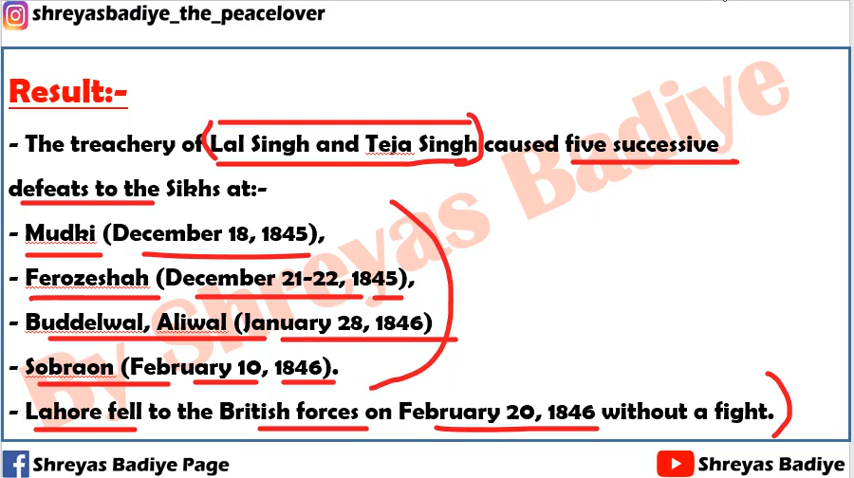 shreyasbadiye_the_peacelover
Result:-
- The treachery of Lal Singh and Teja Singh caused five successive
defeats to the Sikhs at:-
- Mudki (December 18, 1845),
- Ferozeshah (December 21-22, 1845),
- Buddelwal, Aliwal (January 28, 1846)
- Sobraon (February 10, 1846).
- Lahore fell to the British forces on February 20, 1846 without a fight.
By Shreyas Badiye
Shreyas Badiye Page
Shreyas Badiye